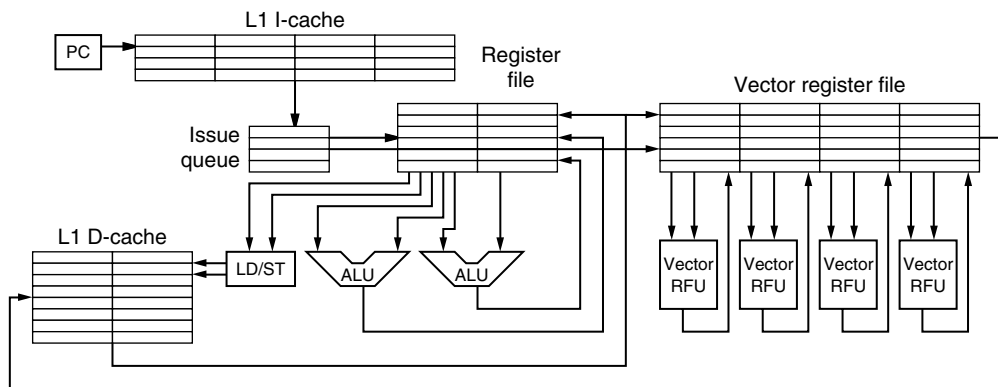 L1 I-cache
PC
Register
file
Vector register file
Issue
queue
L1 D-cache
LD/ST
ALU
ALU
Vector
RFU
Vector
RFU
Vector
RFU
Vector
RFU